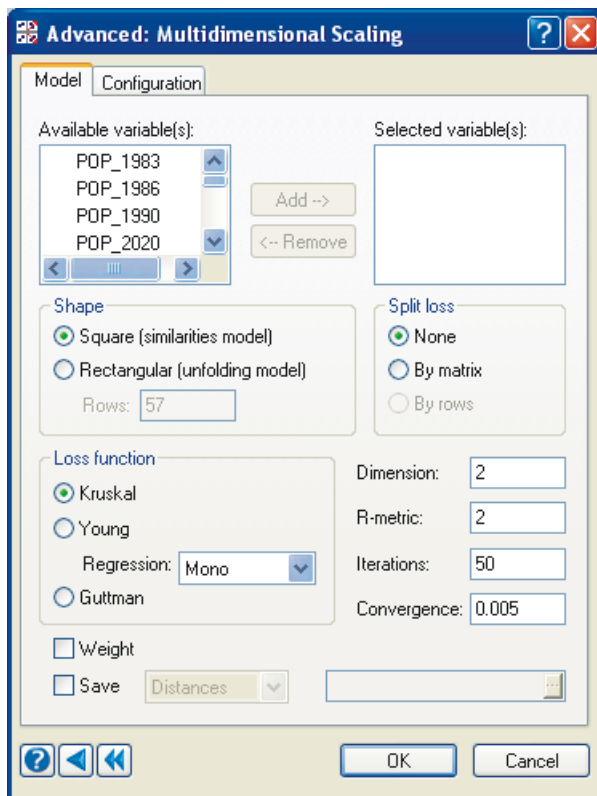 Advanced: Multidimensional Scaling
?
Model
Configuration
Available variable(s):
Selected variable(s):
POP_1983
POP_1986
POP_1990
POP_2020
Add -->
<-- Remove
Shape
Square (similarities model)
Rectangular (unfolding model)
Rows: 57
Split loss
None
By matrix
By rows
Loss function
Kruskal
Young
Regression: Mono
Guttman
Dimension: 2
R-metric: 2
Iterations: 50
Convergence: 0.005
Weight
Save Distances ...
?
OK
Cancel